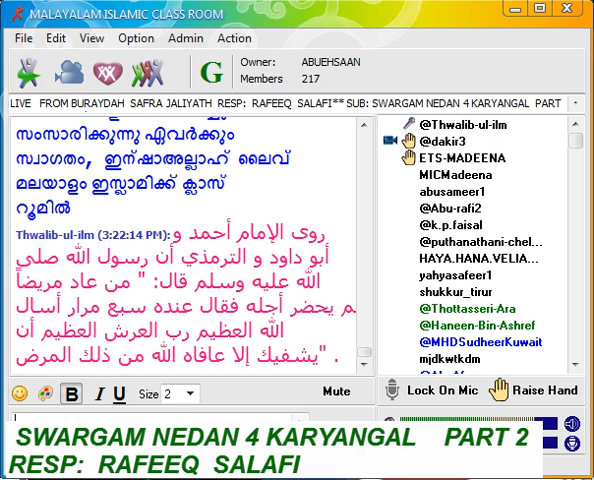 MALAYALAM ISLAMIC CLASS ROOM
File Edit View Option Admin Action
G
Owner: ABUEHSAAN
Members 217
LIVE FROM BURAYDAH SAFRA JALIYATH RESP: RAFEEQ SALAFI** SUB: SWARGAM NEDAN 4 KARYANGAL PART
സംസാരിക്കുന്നു ഏവർക്കും
സ്വാഗതം, ഇന്ഷാഅല്ലാഹ് ലൈവ്
മലയാളം ഇസ്ലാമിക്ക് ക്ലാസ്
റൂമിൽ
Thwalib-ul-ilm (3:22:14 PM): روى الإمام أحمد و
أبو داود و الترمذي أن رسول الله صلى
الله عليه وسلم قال: " من عاد مريضاً
لم يحضر أجله فقال عنده سبع مرار أسال
الله العظيم رب العرش العظيم أن
يشفيك إلا عافاه الله من ذلك المرض" .
@Thwalib-ul-ilm
@dakir3
ETS-MADEENA
MICMadeena
abusameer1
@Abu-rafi2
@k.p.faisal
@puthanathani-chel...
HAYA.HANA.VELIA...
yahyasafeer1
shukkur_tirur
@Thottasseri-Ara
@Haneen-Bin-Ashref
@MHDSudheerKuwait
mjdkwtkdm
B I U Size 2 Mute
Lock On Mic Raise Hand
SWARGAM NEDAN 4 KARYANGAL PART 2
RESP: RAFEEQ SALAFI